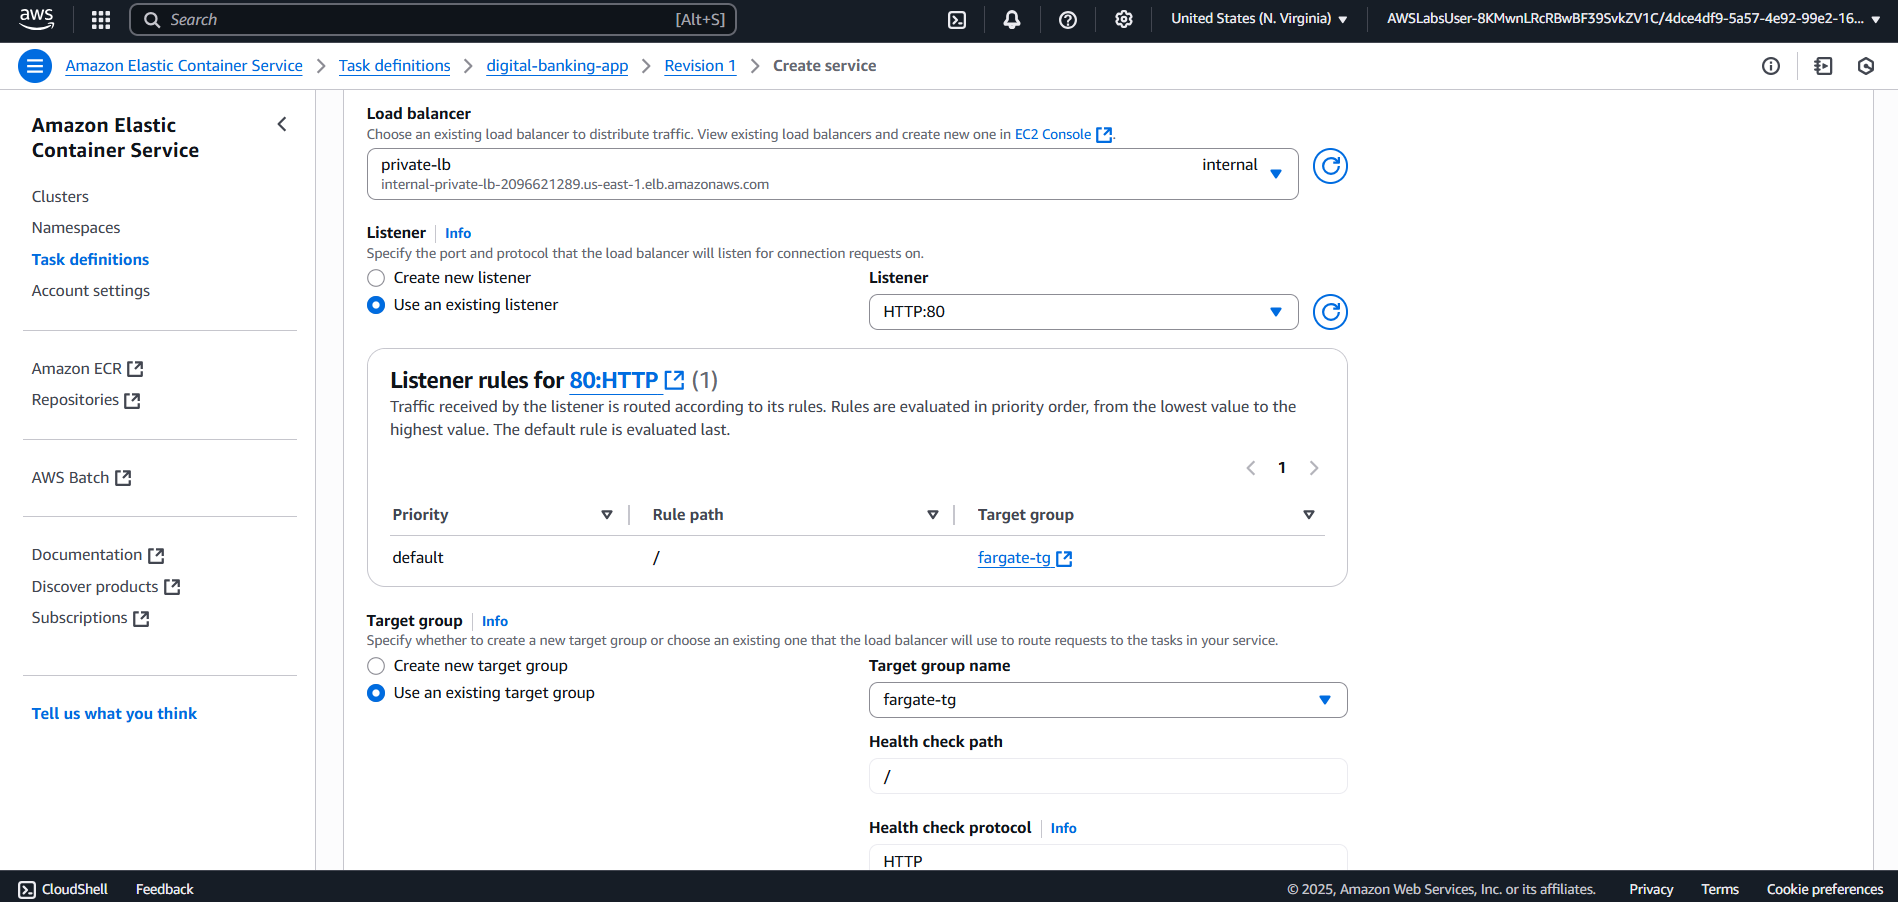 aws
Search
[Alt+S]
United States (N. Virginia)
AWSLabsUser-8KMwnLRcRBwBF39SvkZV1C/4dce4df9-5a57-4e92-99e2-16...
Amazon Elastic Container Service
Task definitions
digital-banking-app
Revision 1
Create service
Amazon Elastic
Container Service
Clusters
Namespaces
Task definitions
Account settings
Amazon ECR
Repositories
AWS Batch
Documentation
Discover products
Subscriptions
Tell us what you think
Load balancer
Choose an existing load balancer to distribute traffic. View existing load balancers and create new one in EC2 Console.
private-lb
internal
internal-private-lb-2096621289.us-east-1.elb.amazonaws.com
Listener Info
Specify the port and protocol that the load balancer will listen for connection requests on.
Create new listener
Use an existing listener
Listener
HTTP:80
Listener rules for 80:HTTP (1)
Traffic received by the listener is routed according to its rules. Rules are evaluated in priority order, from the lowest value to the
highest value. The default rule is evaluated last.
1
Priority Rule path Target group
default / fargate-tg
Target group Info
Specify whether to create a new target group or choose an existing one that the load balancer will use to route requests to the tasks in your service.
Create new target group
Use an existing target group
Target group name
fargate-tg
Health check path
/
Health check protocol Info
HTTP
CloudShell
Feedback
© 2025, Amazon Web Services, Inc. or its affiliates.
Privacy
Terms
Cookie preferences